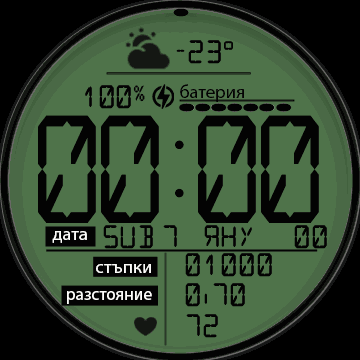 -23°
100% батерия
00:00
дата SUB 7 ЯНУ 00
стъпки 01000
разстояние 0,70
72